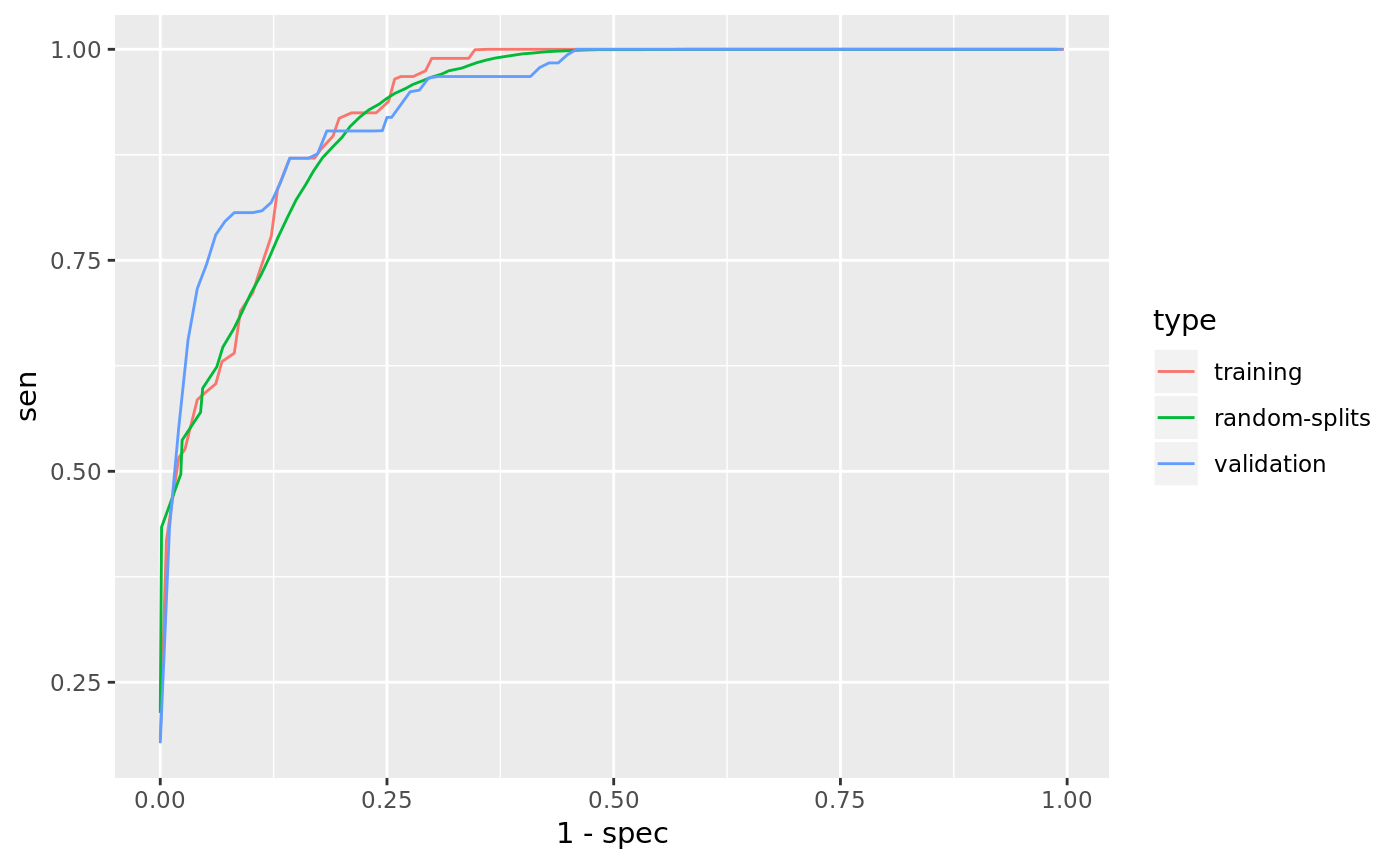 1.00
0.75
0.50
0.25
sen
0.00 0.25 0.50 0.75 1.00
1 - spec
type
training
random-splits
validation